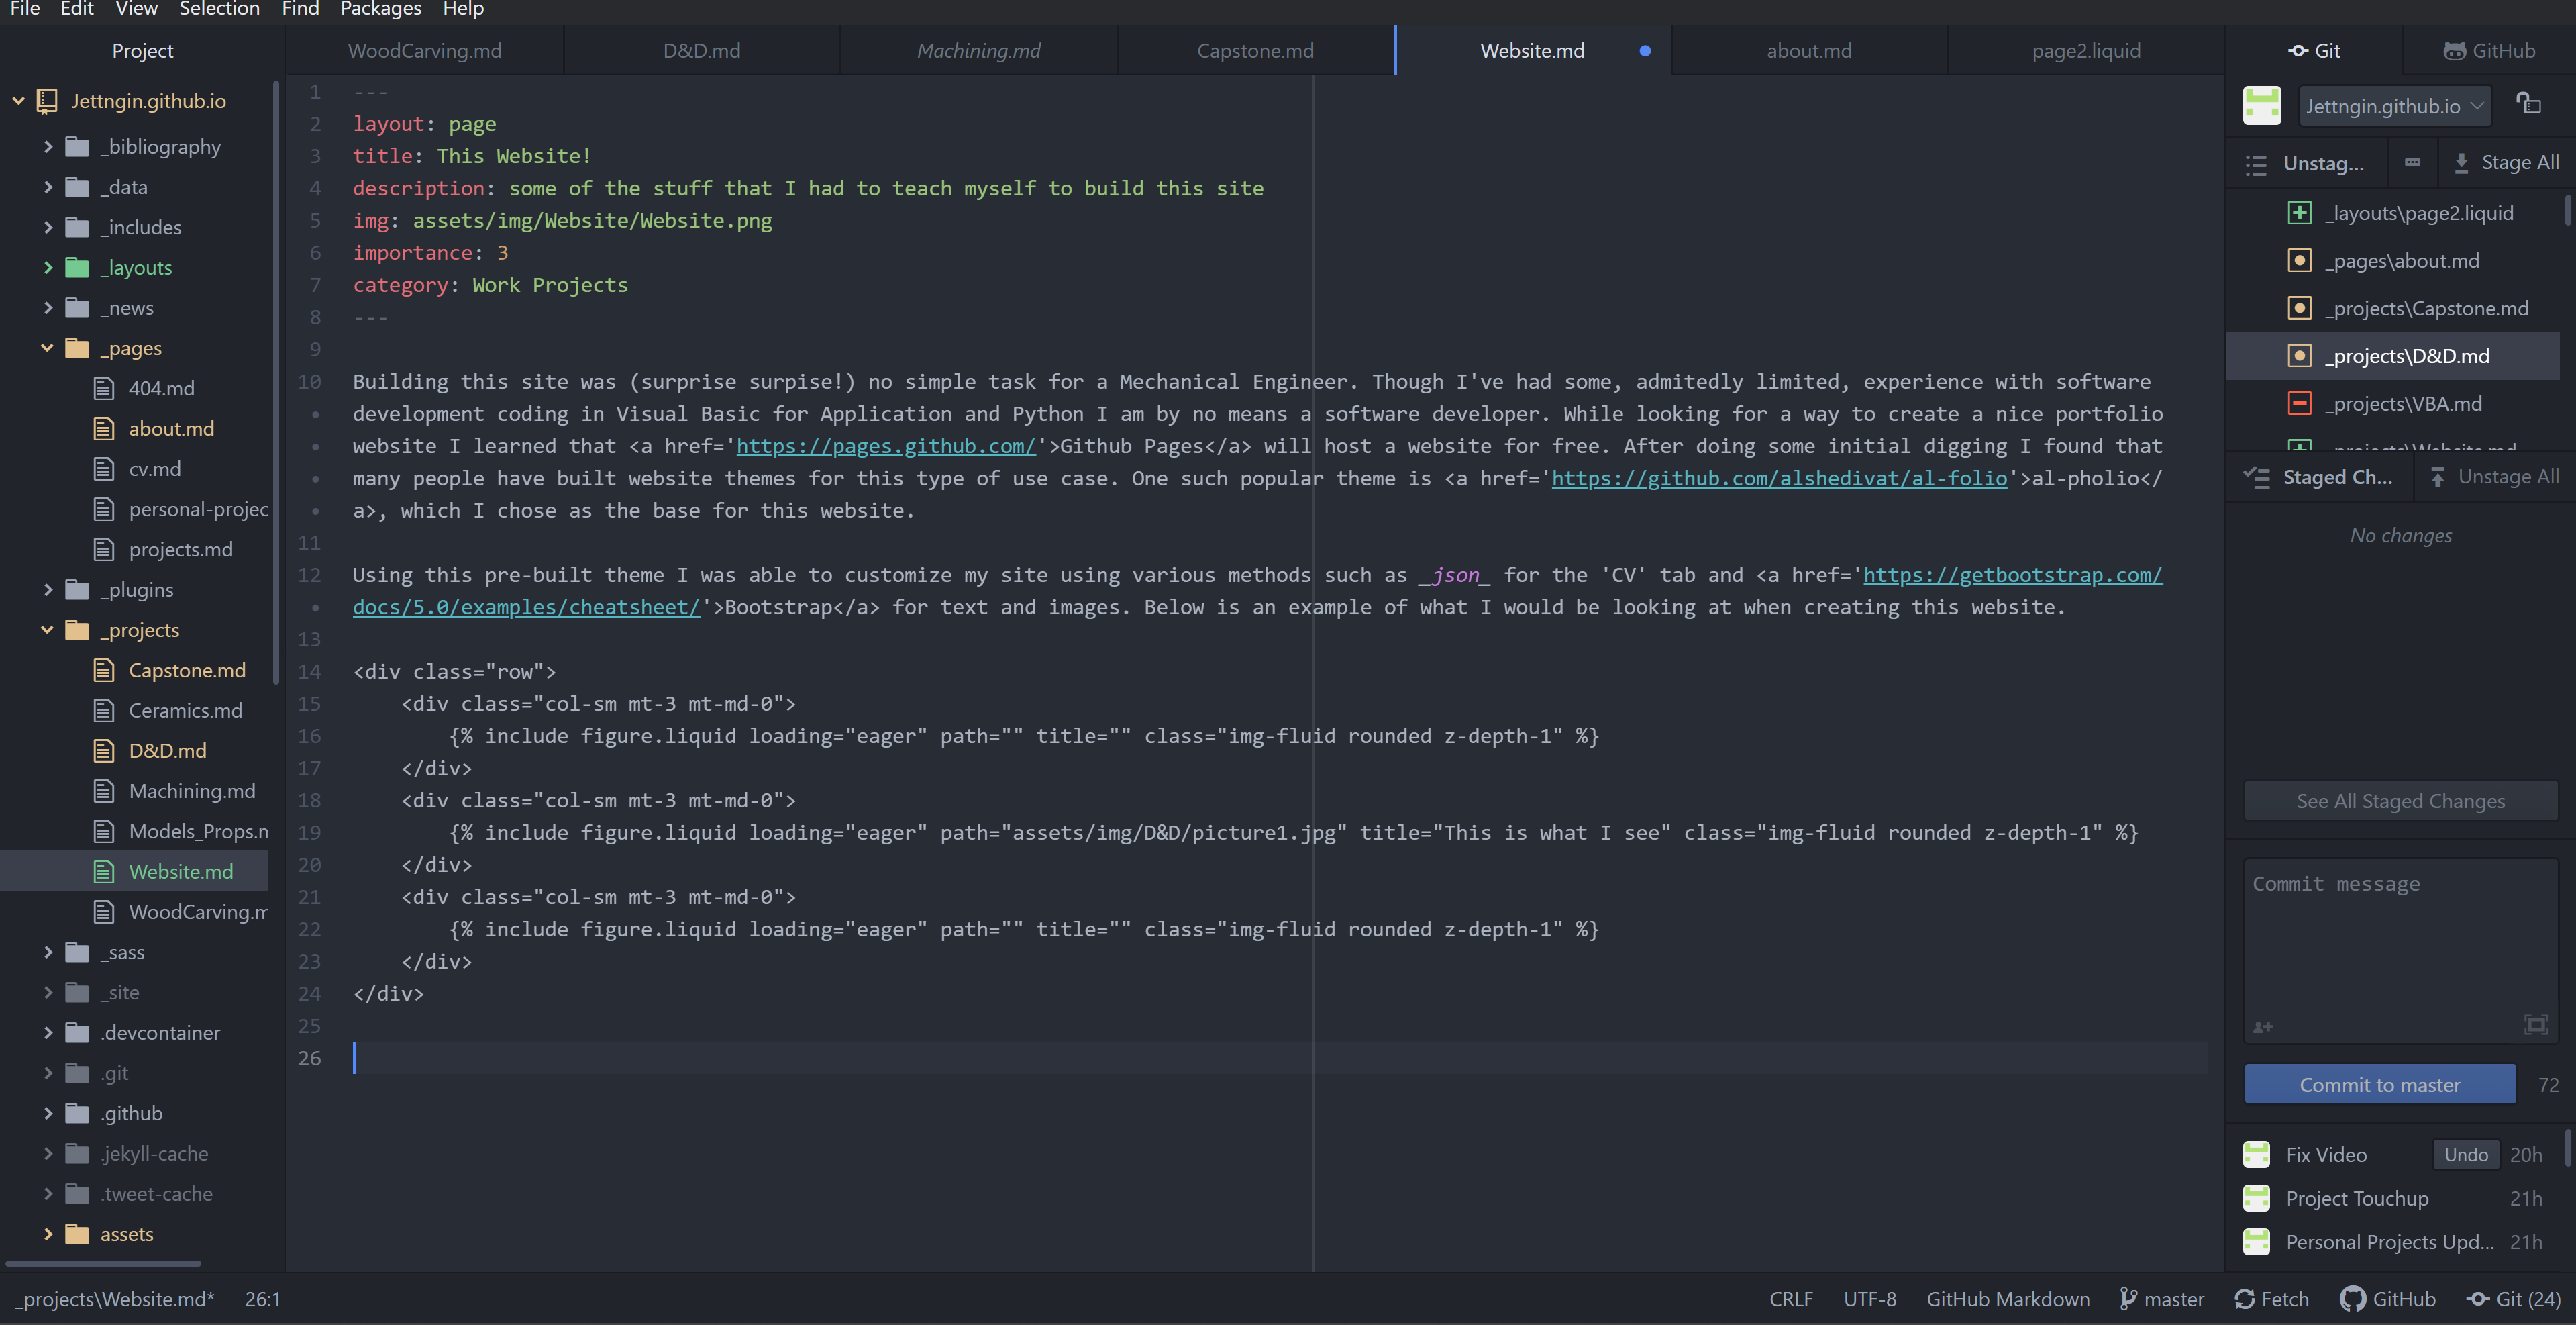 File Edit View Selection Find Packages Help
Project
WoodCarving.md D&D.md Machining.md Capstone.md Website.md about.md page2.liquid
Git GitHub
Jettngin.github.io
_bibliography
_data
_includes
_layouts
_news
_pages
404.md
about.md
cv.md
personal-projec
projects.md
_plugins
_projects
Capstone.md
Ceramics.md
D&D.md
Machining.md
Models_Props.m
Website.md
WoodCarving.m
_sass
_site
.devcontainer
.git
.github
.jekyll-cache
.tweet-cache
assets
1 ---
2 layout: page
3 title: This Website!
4 description: some of the stuff that I had to teach myself to build this site
5 img: assets/img/Website/Website.png
6 importance: 3
7 category: Work Projects
8 ---
9
10 Building this site was (surprise surpise!) no simple task for a Mechanical Engineer. Though I've had some, admitedly limited, experience with software
• development coding in Visual Basic for Application and Python I am by no means a software developer. While looking for a way to create a nice portfolio
• website I learned that <a href='https://pages.github.com/'>Github Pages</a> will host a website for free. After doing some initial digging I found that
• many people have built website themes for this type of use case. One such popular theme is <a href='https://github.com/alshedivat/al-folio'>al-pholio</
• a>, which I chose as the base for this website.
11
12 Using this pre-built theme I was able to customize my site using various methods such as _json_ for the 'CV' tab and <a href='https://getbootstrap.com/
• docs/5.0/examples/cheatsheet/'>Bootstrap</a> for text and images. Below is an example of what I would be looking at when creating this website.
13
14 <div class="row">
15 <div class="col-sm mt-3 mt-md-0">
16 {% include figure.liquid loading="eager" path="" title="" class="img-fluid rounded z-depth-1" %}
17 </div>
18 <div class="col-sm mt-3 mt-md-0">
19 {% include figure.liquid loading="eager" path="assets/img/D&D/picture1.jpg" title="This is what I see" class="img-fluid rounded z-depth-1" %}
20 </div>
21 <div class="col-sm mt-3 mt-md-0">
22 {% include figure.liquid loading="eager" path="" title="" class="img-fluid rounded z-depth-1" %}
23 </div>
24 </div>
25
26
Jettngin.github.io
Unstag... Stage All
_layouts\page2.liquid
_pages\about.md
_projects\Capstone.md
_projects\D&D.md
_projects\VBA.md
_projects\Website.md
Staged Ch... Unstage All
No changes
See All Staged Changes
Commit message
Commit to master 72
Fix Video Undo 20h
Project Touchup 21h
Personal Projects Upd... 21h
_projects\Website.md* 26:1 CRLF UTF-8 GitHub Markdown master Fetch GitHub Git (24)